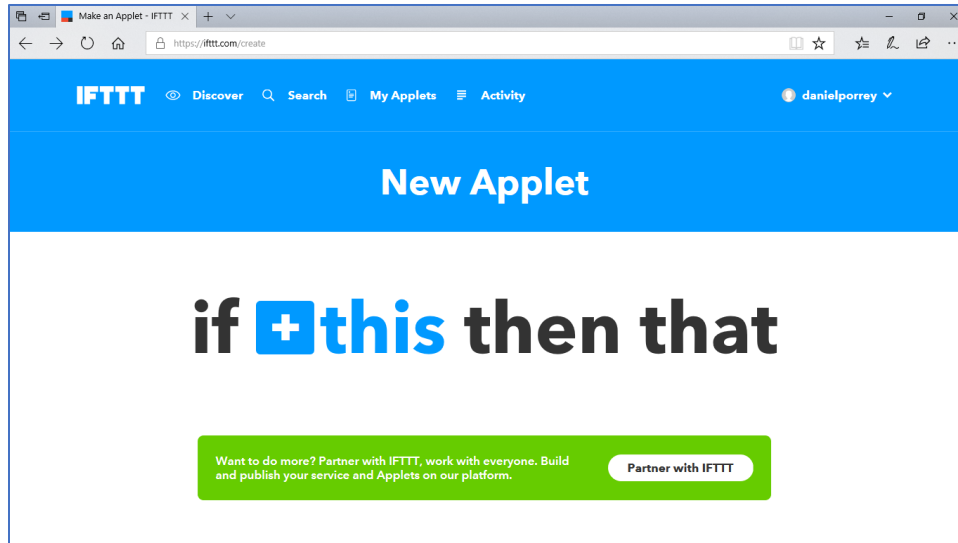 Make an Applet - IFTTT
https://ifttt.com/create
IFTTT Discover Search My Applets Activity danielporrey
New Applet
if this then that
Want to do more? Partner with IFTTT, work with everyone. Build
and publish your service and Applets on our platform.
Partner with IFTTT